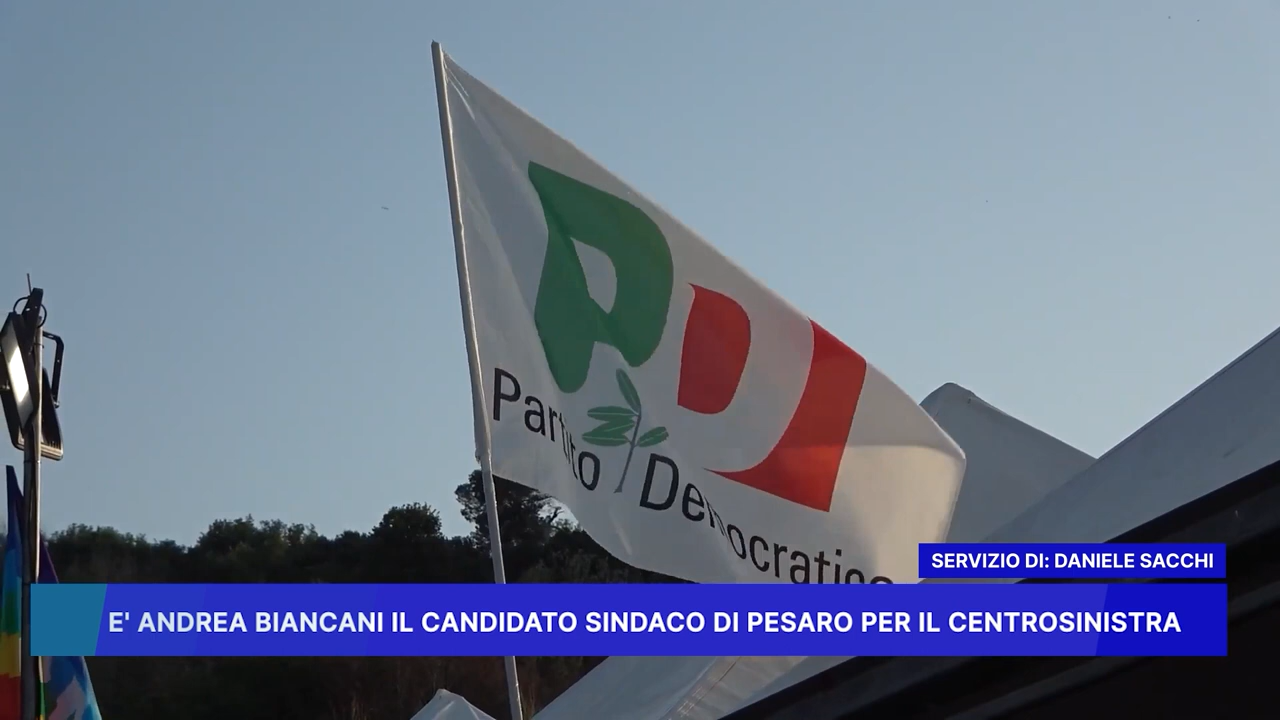 PD
Partito Democratico
SERVIZIO DI: DANIELE SACCHI
E' ANDREA BIANCANI IL CANDIDATO SINDACO DI PESARO PER IL CENTROSINISTRA